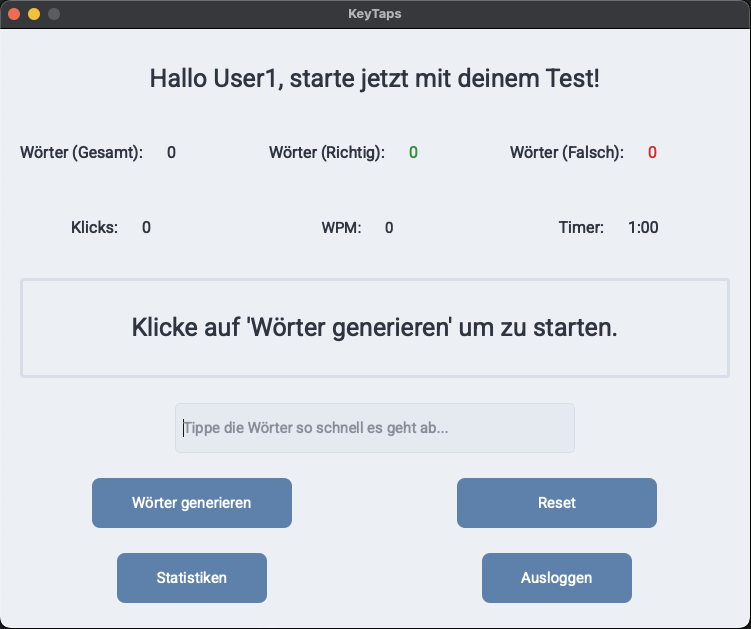 KeyTaps
Hallo User1, starte jetzt mit deinem Test!
Wörter (Gesamt): 0 Wörter (Richtig): 0 Wörter (Falsch): 0
Klicks: 0 WPM: 0 Timer: 1:00
Klicke auf 'Wörter generieren' um zu starten.
Tippe die Wörter so schnell es geht ab...
Wörter generieren Reset
Statistiken Ausloggen